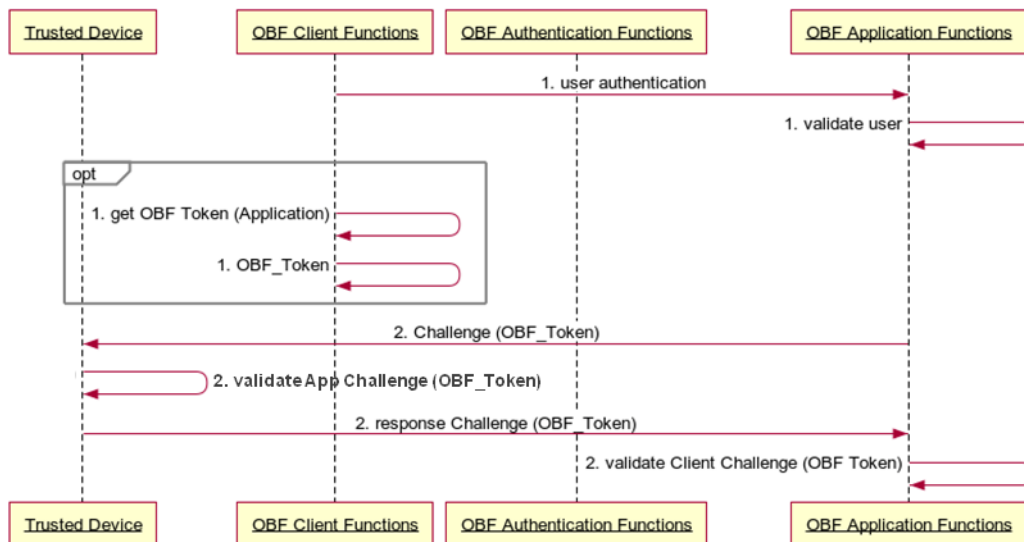 Trusted Device
OBF Client Functions
OBF Authentication Functions
OBF Application Functions
1. user authentication
1. validate user
opt
1. get OBF Token (Application)
1. OBF_Token
2. Challenge (OBF_Token)
2. validate App Challenge (OBF_Token)
2. response Challenge (OBF_Token)
2. validate Client Challenge (OBF Token)
Trusted Device
OBF Client Functions
OBF Authentication Functions
OBF Application Functions